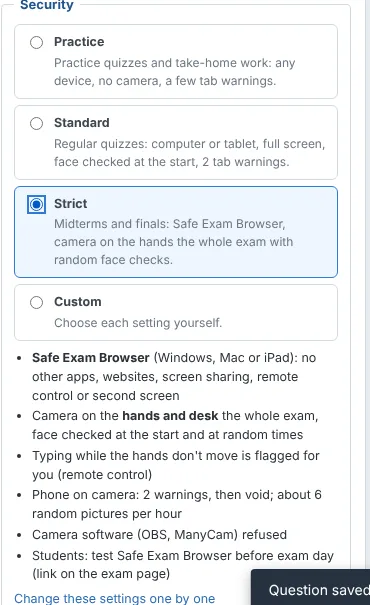 Security
Practice
Practice quizzes and take-home work: any
device, no camera, a few tab warnings.
Standard
Regular quizzes: computer or tablet, full screen,
face checked at the start, 2 tab warnings.
Strict
Midterms and finals: Safe Exam Browser,
camera on the hands the whole exam with
random face checks.
Custom
Choose each setting yourself.
• Safe Exam Browser (Windows, Mac or iPad): no
other apps, websites, screen sharing, remote
control or second screen
• Camera on the hands and desk the whole exam,
face checked at the start and at random times
• Typing while the hands don't move is flagged for
you (remote control)
• Phone on camera: 2 warnings, then void; about 6
random pictures per hour
• Camera software (OBS, ManyCam) refused
• Students: test Safe Exam Browser before exam day
(link on the exam page)
Question saved
Change these settings one by one